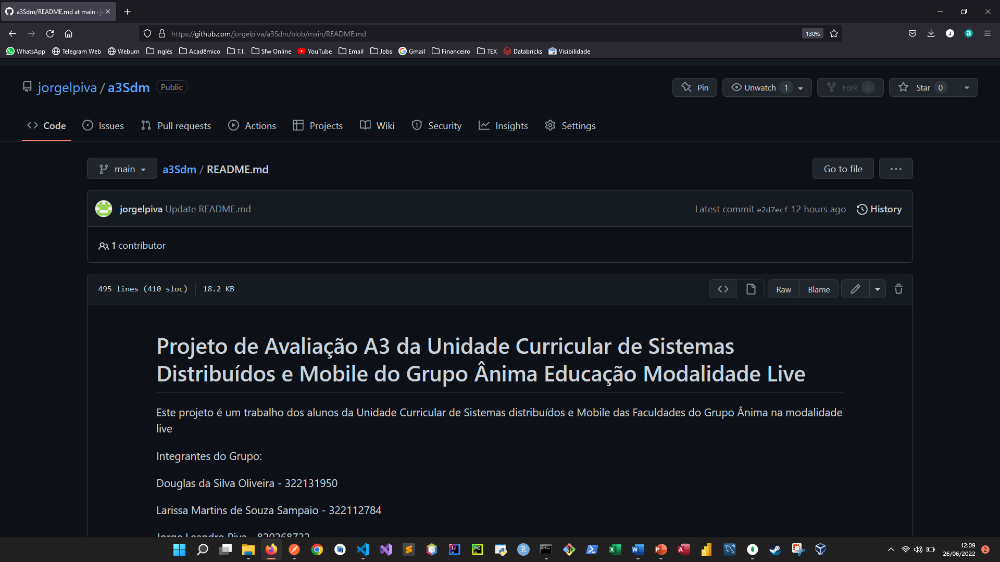 a3Sdm/README.md at main · j
https://github.com/jorgelpiva/a3Sdm/blob/main/README.md
130%
WhatsApp
Telegram Web
Weburn
Inglês
Acadêmico
T.I.
Sfw Online
YouTube
Email
Jobs
Gmail
Financeiro
TEX
Databricks
Visibilidade
jorgelpiva / a3Sdm
Public
Pin
Unwatch 1
Fork 0
Star 0
Code
Issues
Pull requests
Actions
Projects
Wiki
Security
Insights
Settings
main
a3Sdm / README.md
Go to file
jorgelpiva Update README.md
Latest commit e2d7ecf 12 hours ago
History
1 contributor
495 lines (410 sloc)
18.2 KB
Raw
Blame
Projeto de Avaliação A3 da Unidade Curricular de Sistemas
Distribuídos e Mobile do Grupo Ânima Educação Modalidade Live
Este projeto é um trabalho dos alunos da Unidade Curricular de Sistemas distribuídos e Mobile das Faculdades do Grupo Ânima na modalidade
live
Integrantes do Grupo:
Douglas da Silva Oliveira - 322131950
Larissa Martins de Souza Sampaio - 322112784
Jorge Leandro Piva - 820268722
12:09
26/06/2022
2